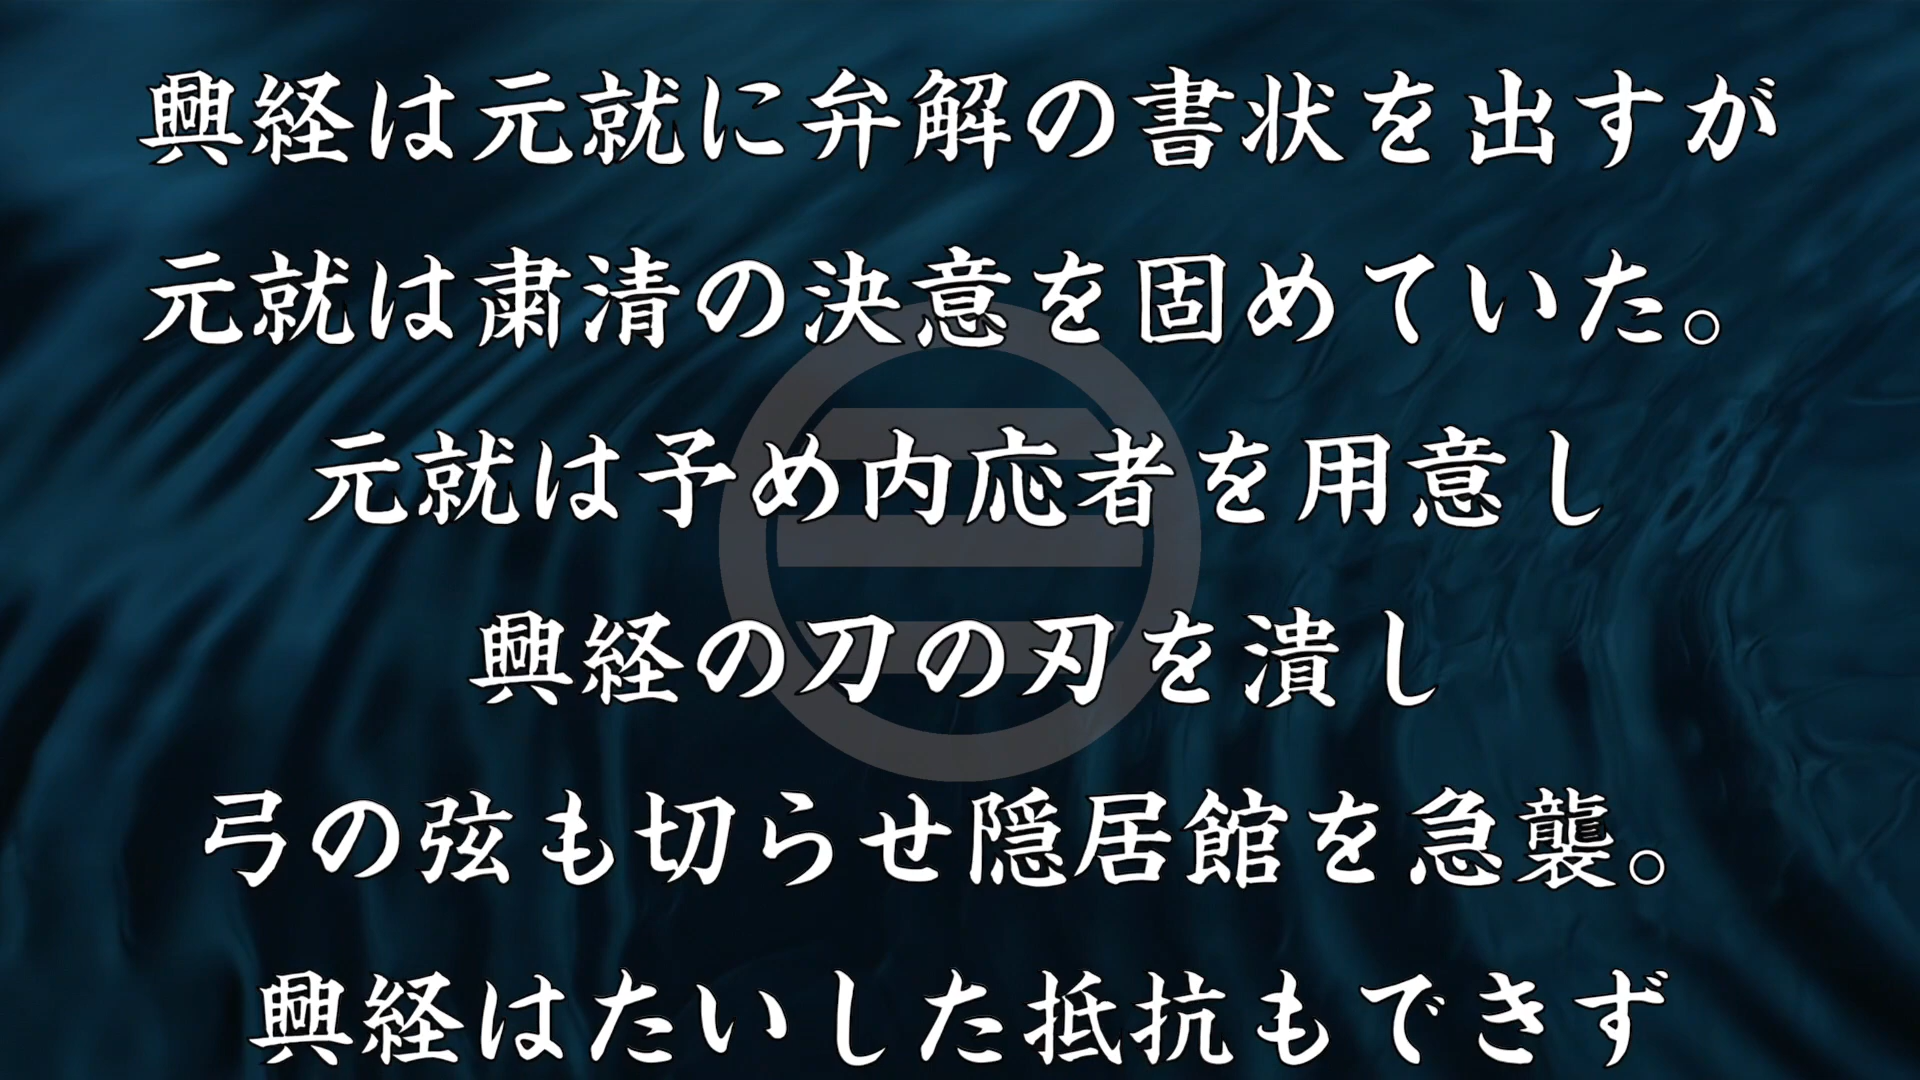 興経は元就に弁解の書状を出すが
元就は粛清の決意を固めていた。
元就は予め内応者を用意し
興経の刀の刃を潰し
弓の弦も切らせ隠居館を急襲。
興経はたいした抵抗もできず